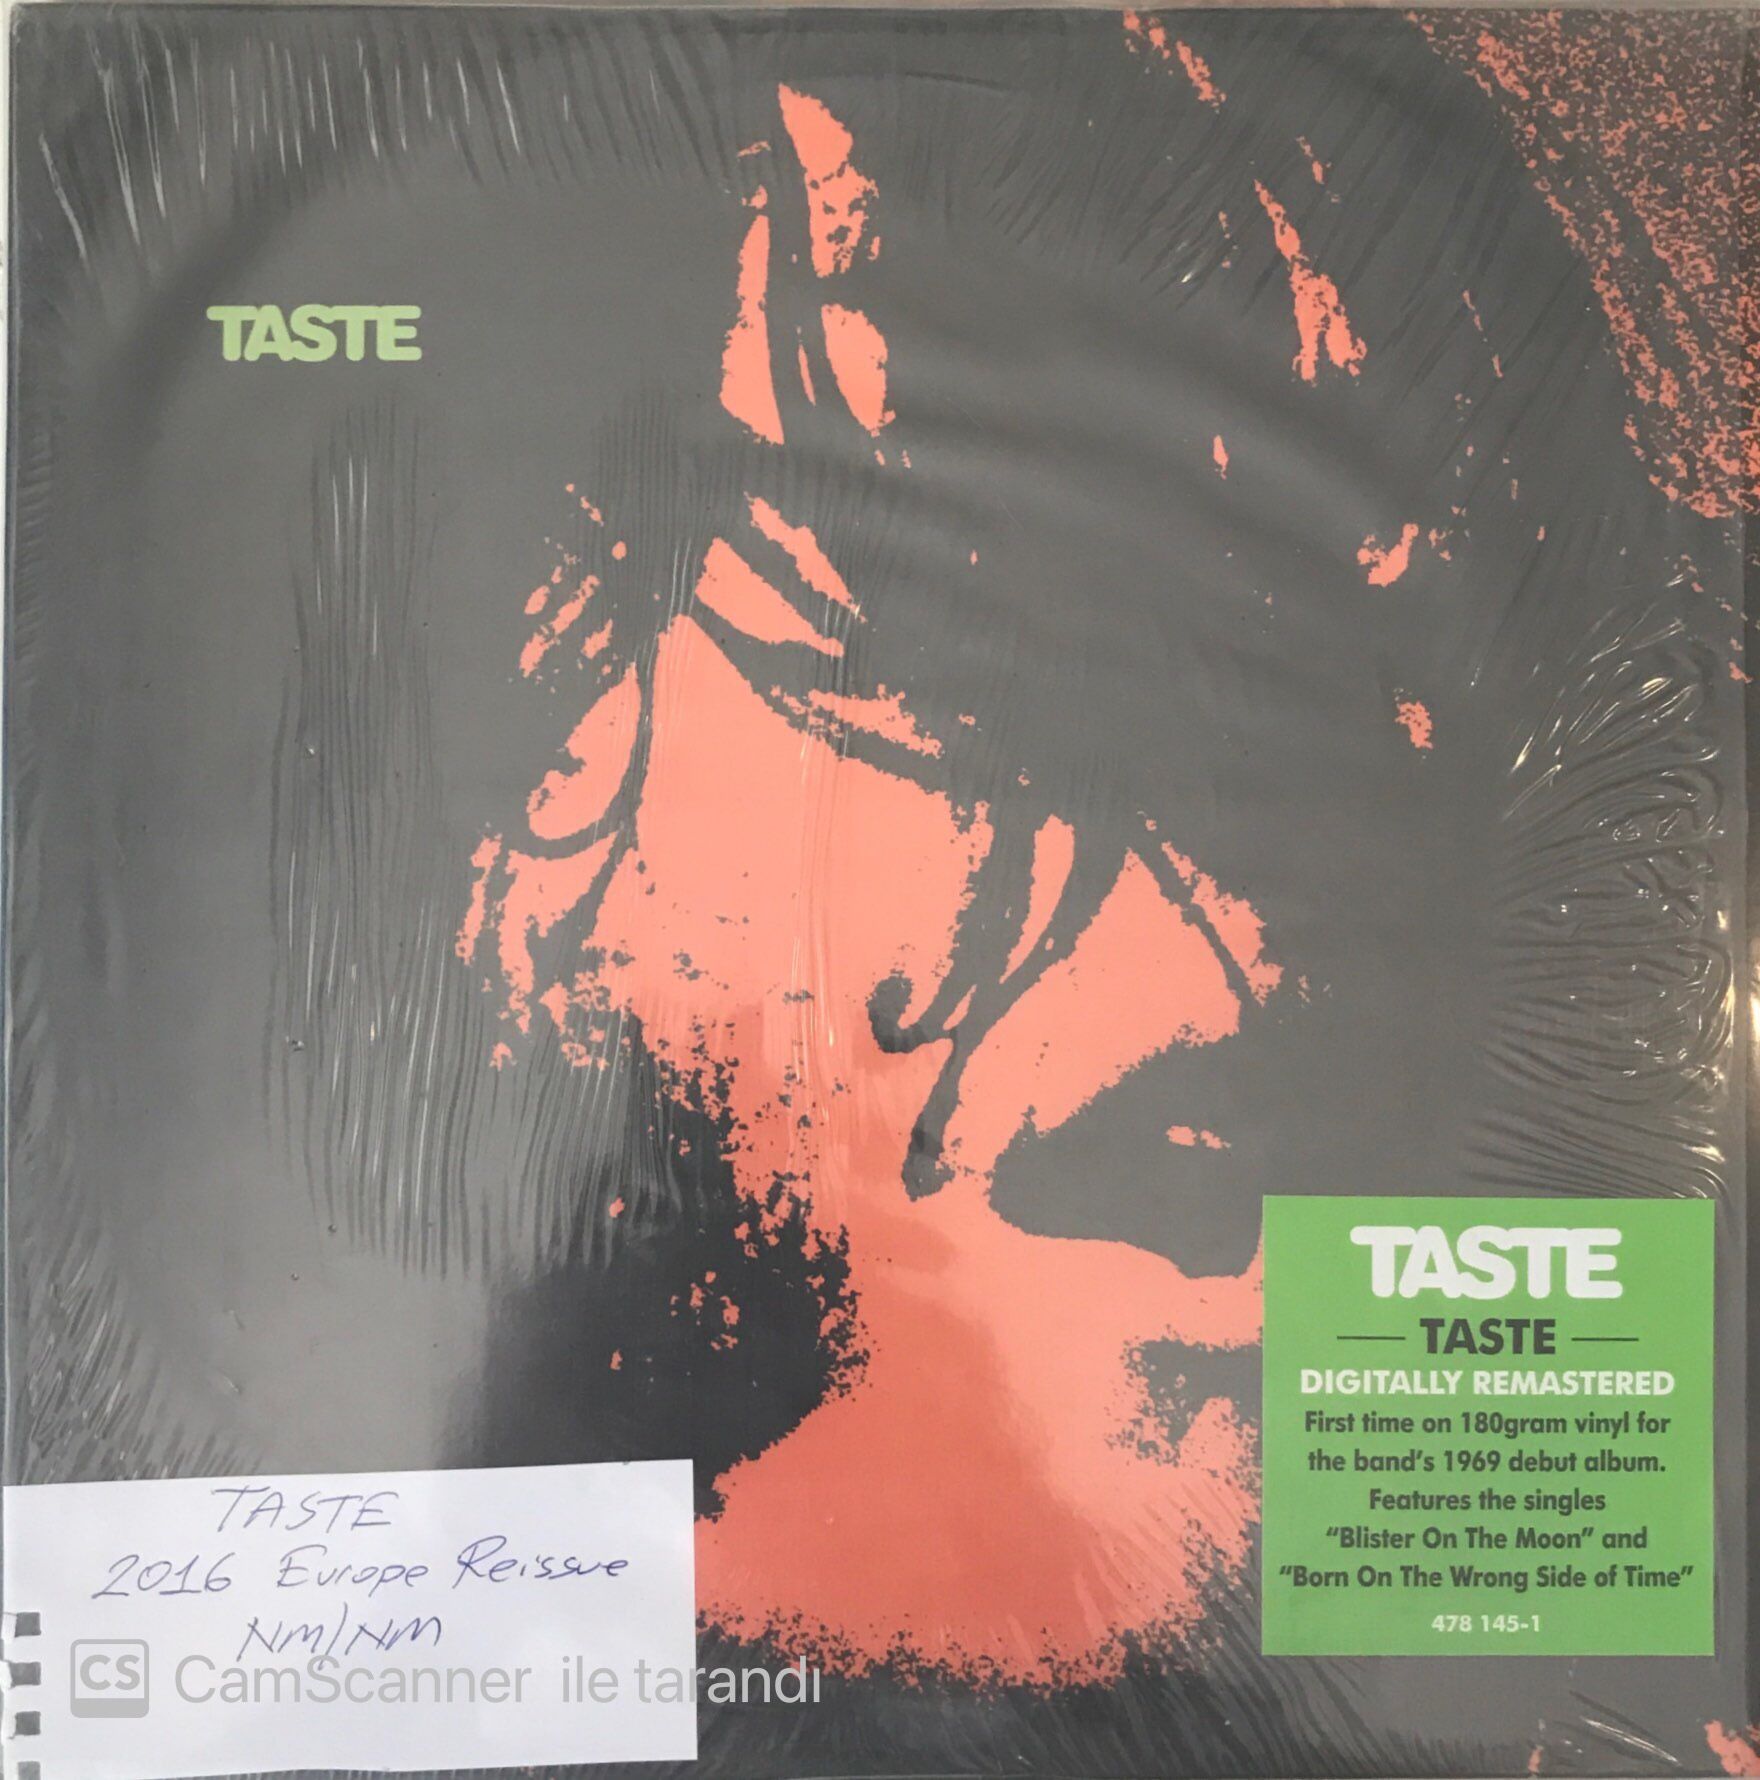 TASTE
TASTE
TASTE
DIGITALLY REMASTERED
First time on 180gram vinyl for
the band's 1969 debut album.
Features the singles
"Blister On The Moon" and
"Born On The Wrong Side of Time"
478 145-1
TASTE
2016 Europe Reissue
NM/NM
CS CamScanner ile tarandı